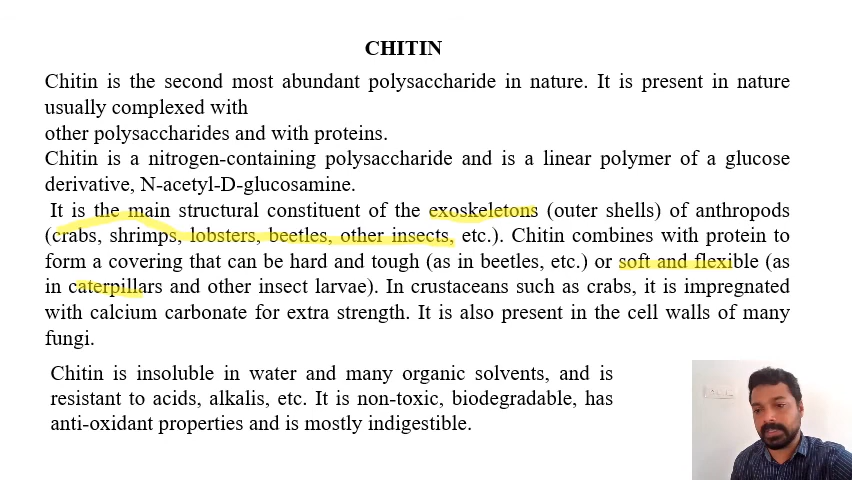 CHITIN
Chitin is the second most abundant polysaccharide in nature. It is present in nature
usually complexed with
other polysaccharides and with proteins.
Chitin is a nitrogen-containing polysaccharide and is a linear polymer of a glucose
derivative, N-acetyl-D-glucosamine.
It is the main structural constituent of the exoskeletons (outer shells) of arthropods
(crabs, shrimps, lobsters, beetles, other insects, etc.). Chitin combines with protein to
form a covering that can be hard and tough (as in beetles, etc.) or soft and flexible (as
in caterpillars and other insect larvae). In crustaceans such as crabs, it is impregnated
with calcium carbonate for extra strength. It is also present in the cell walls of many
fungi.
Chitin is insoluble in water and many organic solvents, and is
resistant to acids, alkalis, etc. It is non-toxic, biodegradable, has
anti-oxidant properties and is mostly indigestible.